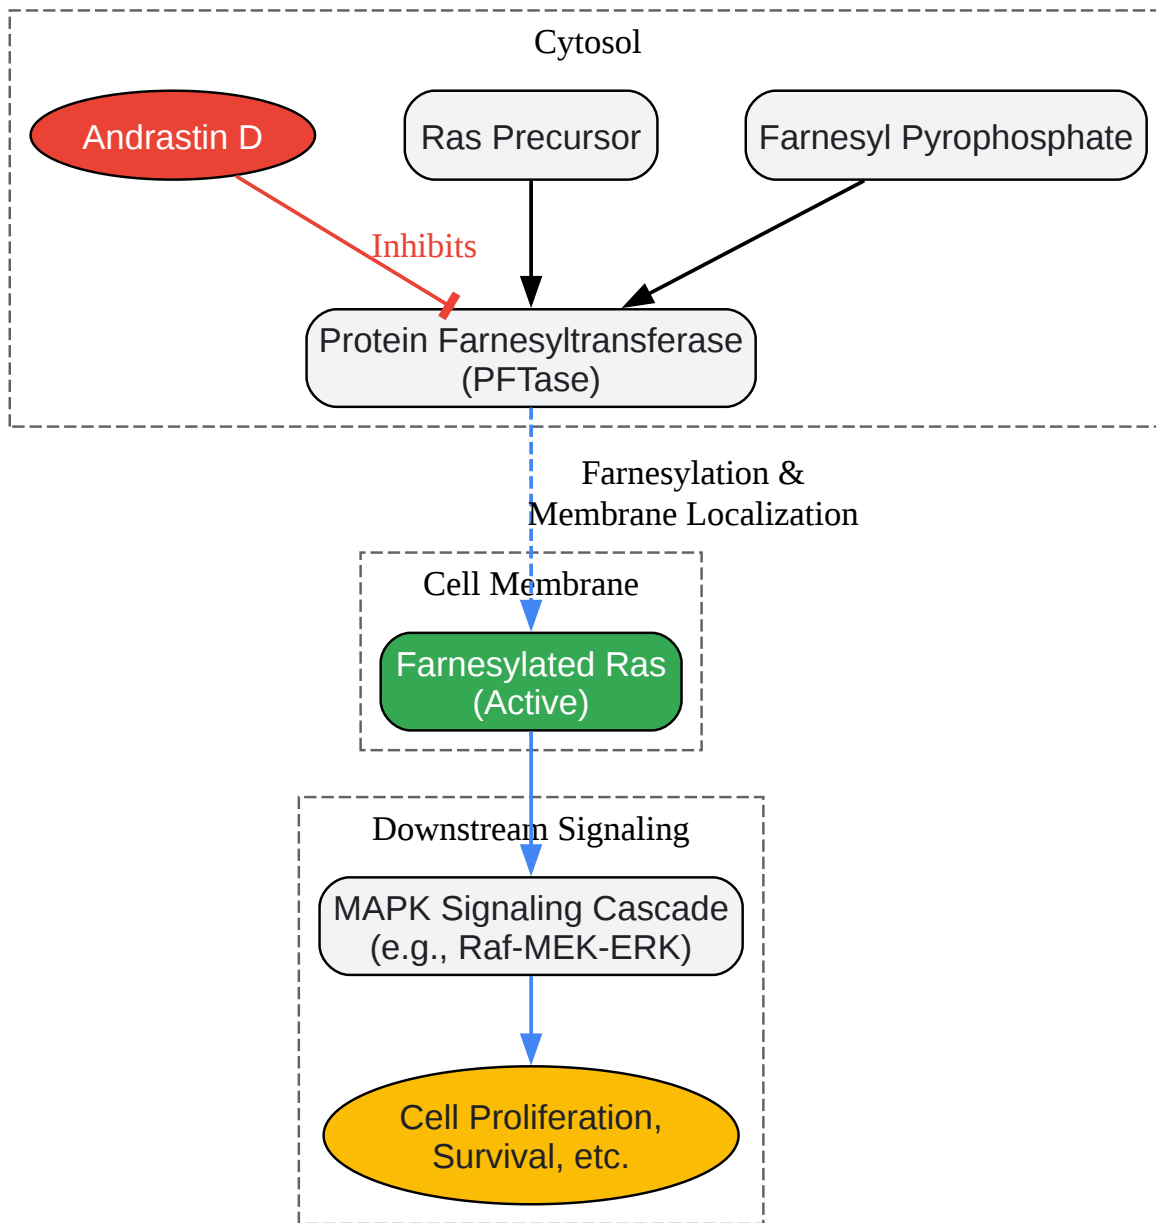 Cytosol
Andrastin D
Ras Precursor
Farnesyl Pyrophosphate
Inhibits
Protein Farnesyltransferase
(PFTase)
Farnesylation &
Membrane Localization
Cell Membrane
Farnesylated Ras
(Active)
Downstream Signaling
MAPK Signaling Cascade
(e.g., Raf-MEK-ERK)
Cell Proliferation,
Survival, etc.